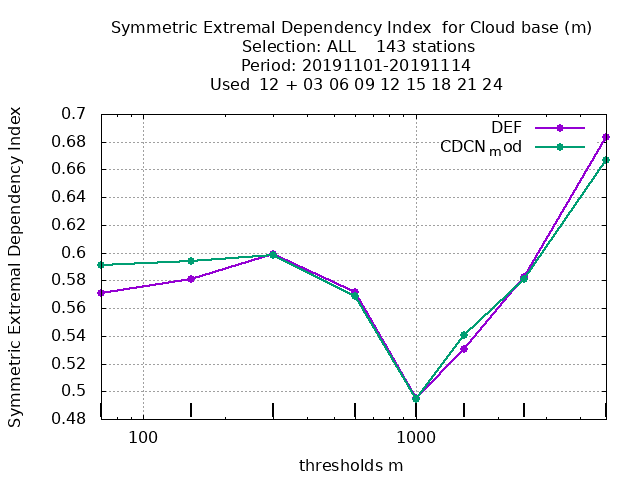 Symmetric Extremal Dependency Index for Cloud base (m)
Selection: ALL 143 stations
Period: 20191101-20191114
Used 12 + 03 06 09 12 15 18 21 24
Symmetric Extremal Dependency Index
0.7
0.68
0.66
0.64
0.62
0.6
0.58
0.56
0.54
0.52
0.5
0.48
DEF
CDCNmod
100
1000
thresholds m